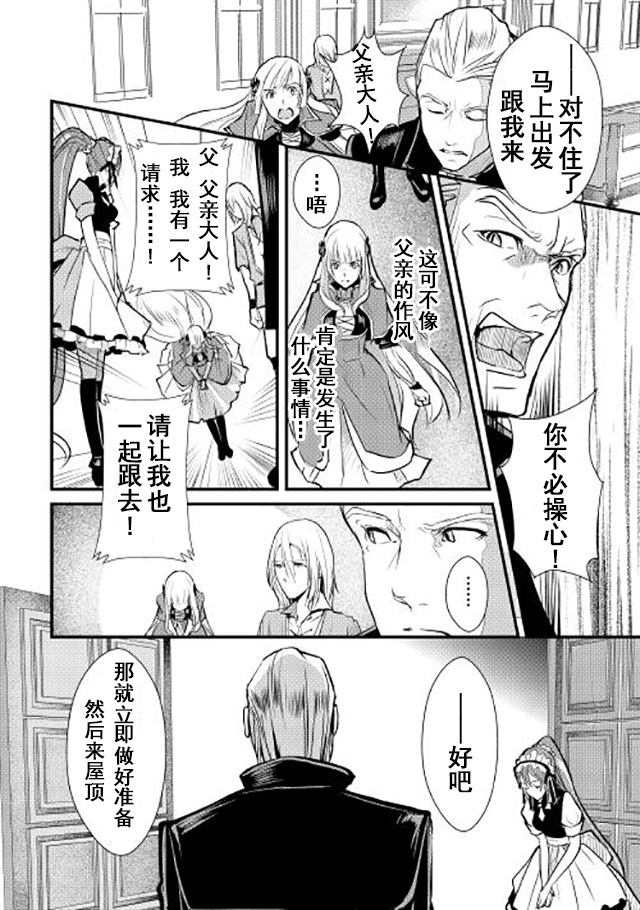 ——对不住了
马上出发
跟我来
父亲大人！
你不必操心！
…唔
这可不像
父亲的作风
肯定是发生了
什么事情…
父 父亲大人！
我 我有一个
请求……！
请让我也
一起跟去！
……
——好吧
那就立即做好准备
然后来屋顶